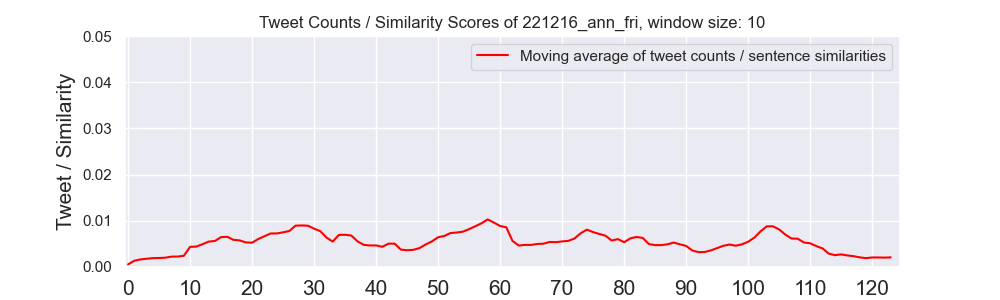 Tweet Counts / Similarity Scores of 221216_ann_fri, window size: 10
Moving average of tweet counts / sentence similarities
Tweet / Similarity
0.05
0.04
0.03
0.02
0.01
0.00
0 10 20 30 40 50 60 70 80 90 100 110 120